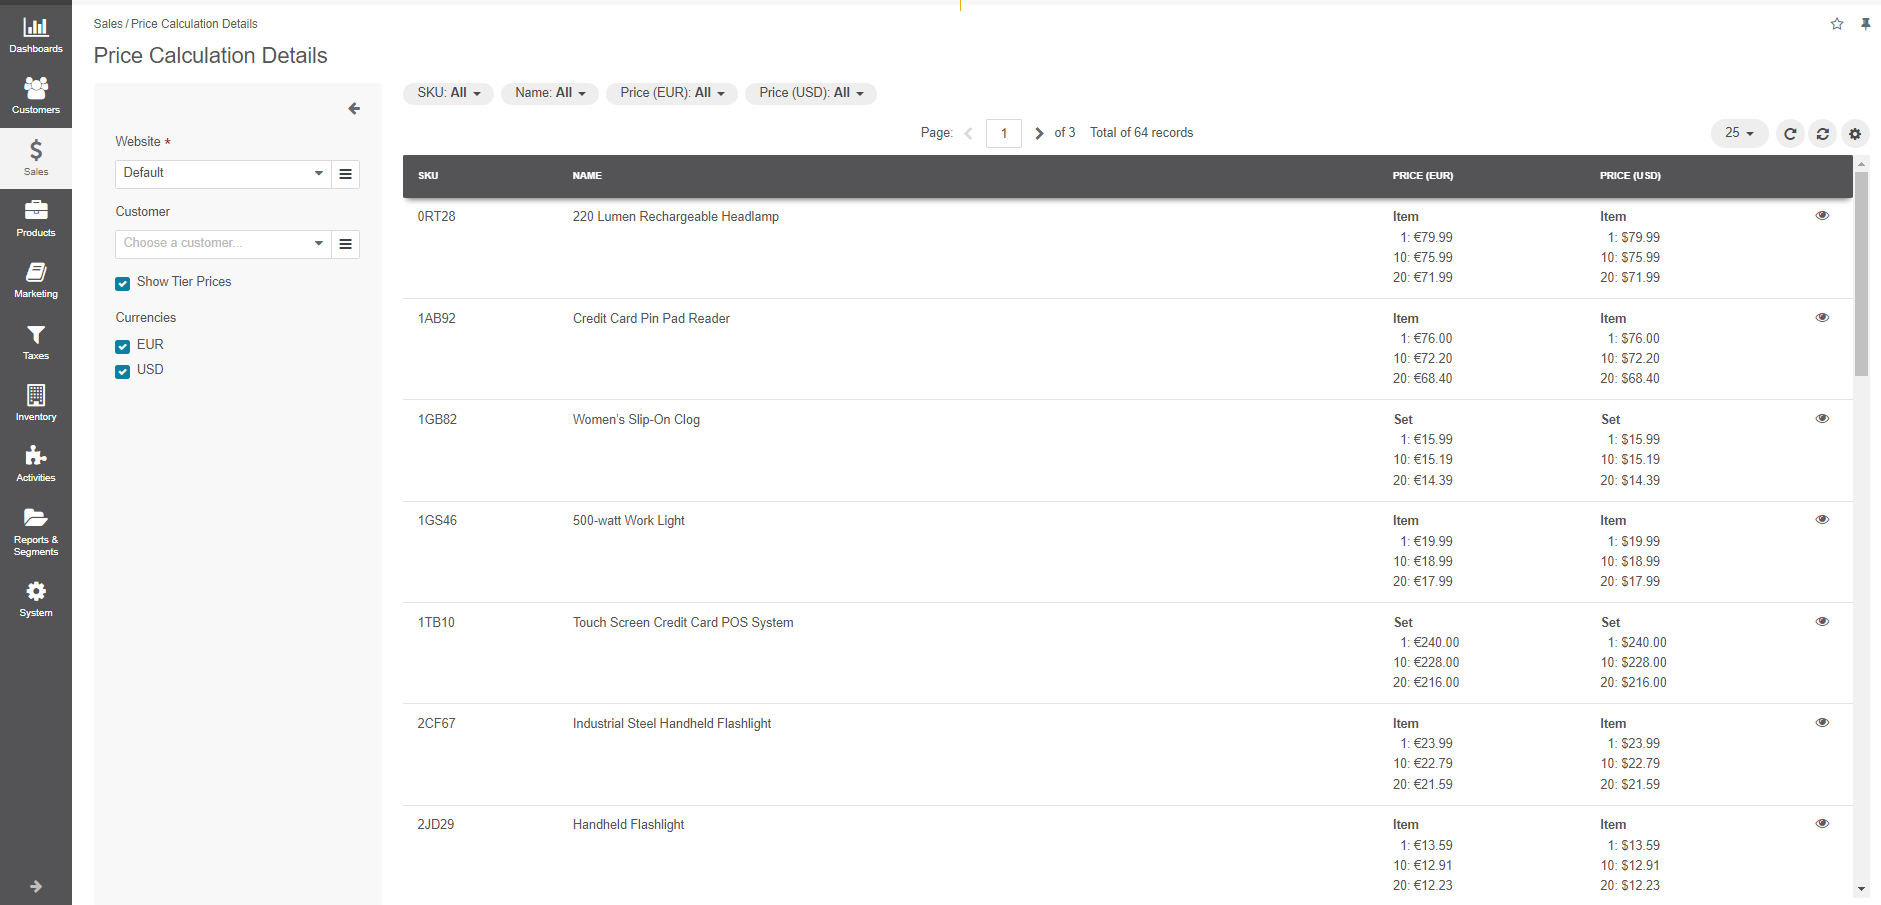 Dashboards
Customers
Sales
Products
Marketing
Taxes
Inventory
Activities
Reports &
Segments
System
Sales / Price Calculation Details
Price Calculation Details
Website *
Default
Customer
Choose a customer...
Show Tier Prices
Currencies
EUR
USD
SKU: All Name: All Price (EUR): All Price (USD): All
Page: 1 of 3 Total of 64 records 25
SKU NAME PRICE (EUR) PRICE (USD)
0RT28 220 Lumen Rechargeable Headlamp Item Item
1: €79.99 1: $79.99
10: €75.99 10: $75.99
20: €71.99 20: $71.99
1AB92 Credit Card Pin Pad Reader Item Item
1: €76.00 1: $76.00
10: €72.20 10: $72.20
20: €68.40 20: $68.40
1GB82 Women’s Slip-On Clog Set Set
1: €15.99 1: $15.99
10: €15.19 10: $15.19
20: €14.39 20: $14.39
1GS46 500-watt Work Light Item Item
1: €19.99 1: $19.99
10: €18.99 10: $18.99
20: €17.99 20: $17.99
1TB10 Touch Screen Credit Card POS System Set Set
1: €240.00 1: $240.00
10: €228.00 10: $228.00
20: €216.00 20: $216.00
2CF67 Industrial Steel Handheld Flashlight Item Item
1: €23.99 1: $23.99
10: €22.79 10: $22.79
20: €21.59 20: $21.59
2JD29 Handheld Flashlight Item Item
1: €13.59 1: $13.59
10: €12.91 10: $12.91
20: €12.23 20: $12.23